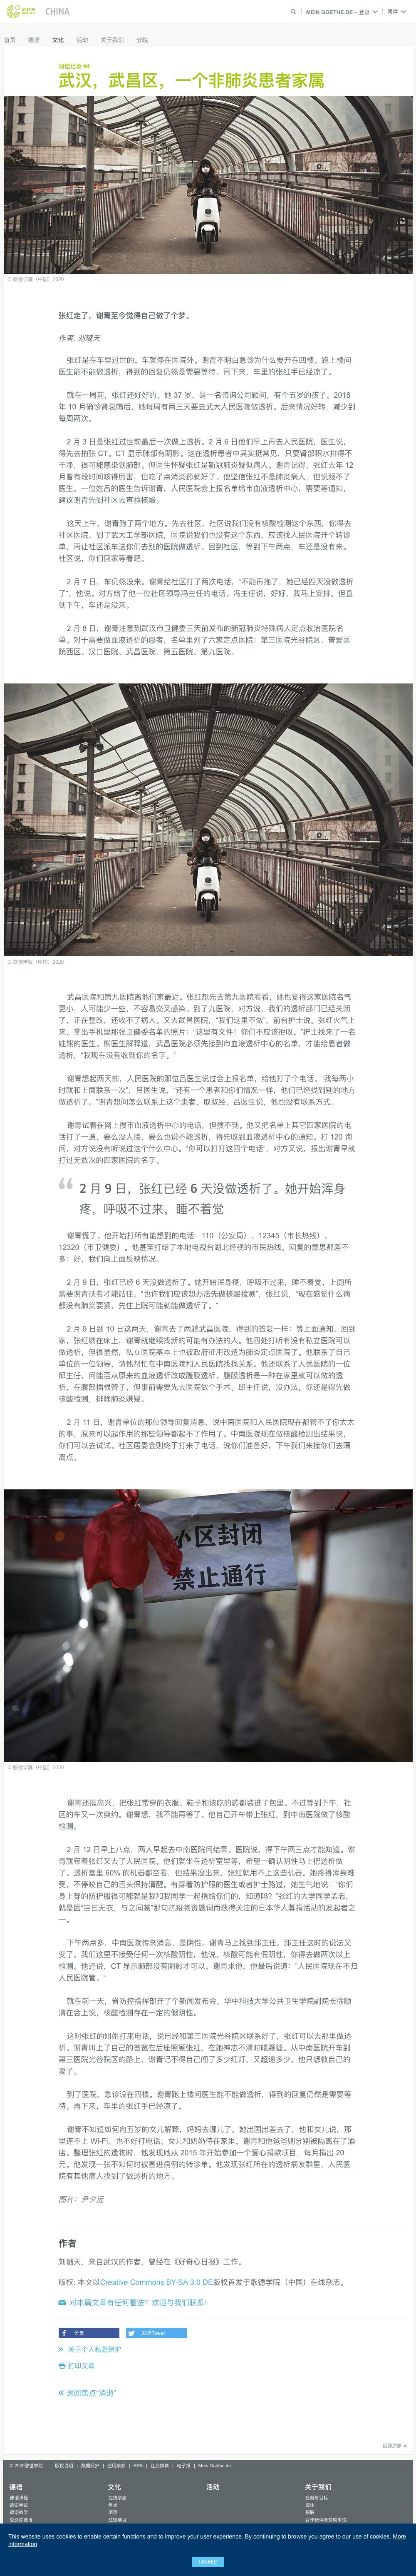 GOETHE INSTITUT
CHINA
MEIN GOETHE.DE – 登录
简体
首页 德语 文化 活动 关于我们 分院
消逝记录 #4
武汉，武昌区，一个非肺炎患者家属
© 歌德学院（中国）2020
张红走了，谢青至今觉得自己做了个梦。
作者: 刘璐天
张红是在车里过世的。车就停在医院外。谢青不明白急诊为什么要开在四楼。跑上楼问
医生能不能做透析，得到的回复仍然是需要等待。再下来，车里的张红手已经凉了。
就在一周前，张红还好好的。她 37 岁，是一名咨询公司顾问，有个五岁的孩子。2018
年 10 月确诊肾衰竭后，她每周有两三天要去武大人民医院做透析。后来情况好转，减少到
每周两次。
2 月 3 日是张红过世前最后一次做上透析。2 月 6 日他们早上再去人民医院，医生说，
得先去拍张 CT。CT 显示肺部有阴影。这在透析患者中其实挺常见，只要肾部积水排得不
干净，很可能感染到肺部。但医生怀疑张红是新冠肺炎疑似病人。谢青记得，张红去年 12
月曾有段时间咳得厉害，但吃了点消炎药就好了。他坚信张红不是肺炎病人。但说服不了
医生。一位姓吕的医生告诉谢青，人民医院会上报名单给市血液透析中心，需要等通知，
建议谢青先到社区去查验核酸。
这天上午，谢青跑了两个地方。先去社区，社区说我们没有核酸检测这个东西，你得去
社区医院。到了武大工学部医院，医院说我们也没有这个东西，应该找人民医院开个转诊
单，再让社区派车送你们去别的医院做透析。回到社区，等到下午两点，车还是没有来。
社区说，你们回家等着吧。
2 月 7 日，车仍然没来。谢青给社区打了两次电话，“不能再拖了，她已经四天没做透析
了”。他说。对方给了他一位社区领导冯主任的电话。冯主任说，好好、我马上安排。但直
到下午，车还是没来。
2 月 8 日，谢青注意到武汉市卫健委三天前发布的新冠肺炎特殊病人定点收治医院名
单。对于需要做血液透析的患者，名单里列了六家定点医院：第三医院光谷院区、普爱医
院西区、汉口医院、武昌医院、第五医院、第九医院。
© 歌德学院（中国）2020
武昌医院和第九医院离他们家最近。张红想先去第九医院看看，她也觉得这家医院名气
更小，人可能少一些，不容易交叉感染。到了九医院，对方说，我们的透析部门已经关闭
了，正在整改，还收不了病人。又去武昌医院，“我们这里不做”，前台护士说。张红火气上
来，拿出手机里那张卫健委名单的照片：“这里有文件！你们不应该拒收。”护士找来了一名
姓熊的医生。熊医生解释道，武昌医院必须先接到市血液透析中心的名单，才能给患者做
透析，“我现在没有收到你的名字。”
谢青想起两天前，人民医院的那位吕医生说过会上报名单，给他打了个电话。“我每两小
时就和上面联系一次”，吕医生说，“还有一个患者和你们情况一样，他们已经找到别的地方
做透析了。”谢青想问怎么联系上这个患者，取取经，吕医生说，他也没有联系方式。
谢青试着在网上搜市血液透析中心的电话，但搜不到。他又把名单上其它四家医院的电
话打了一遍，要么没人接，要么也说不能透析，得先收到血液透析中心的通知。打 120 询
问，对方说没有听说过这个什么中心。“你可以打打这四个电话”，对方又说，报出谢青早就
打过无数次的四家医院的名字。
2 月 9 日，张红已经 6 天没做透析了。她开始浑身
疼，呼吸不过来，睡不着觉
谢青慌了。他开始打所有能想到的电话：110（公安局），12345（市长热线），
12320（市卫健委）。他甚至打给了本地电视台湖北经视的市民热线。回复的意思都差不
多：好，我们向上面反映情况。
2 月 9 日，张红已经 6 天没做透析了。她开始浑身疼，呼吸不过来，睡不着觉，上厕所
需要谢青扶着才能站住。“也许我们应该想办法先做核酸检测”，张红说，“现在感觉什么病
都没有肺炎要紧，先住上院可能就能做透析了。”
2 月 9 日到 10 日这两天，谢青去了两趟武昌医院，得到的答复一样：等上面通知。回到
家，张红躺在床上，谢青就继续找新的可能有办法的人。他四处打听有没有私立医院可以
做透析，但很显然，私立医院基本上也被政府征用改造为肺炎定点医院了。他联系了自己
单位的一位领导，请他帮忙在中南医院和人民医院找找关系。他还联系了人民医院的一位
邱主任，问能否从原来的血液透析改成腹膜透析。腹膜透析是一种在家里就可以做的透
析，在腹部插根管子，但事前需要先去医院做个手术。邱主任说，没办法，你还是得先做
核酸检测，排除肺炎嫌疑。
2 月 11 日，谢青单位的那位领导回复消息，说中南医院和人民医院现在都管不了你太太
的事，原来可以起作用的那些领导都起不了作用了。中南医院现在做核酸检测出结果快，
你们可以去试试。社区居委会则终于打来了电话，说你们准备好，下午我们来接你们去隔
离点。
小区封闭
禁止通行
© 歌德学院（中国）2020
谢青还挺高兴，把张红常穿的衣服、鞋子和该吃的药都装进了包里。不过等到下午，社
区的车又一次爽约。谢青想，我不能再等了。他自己开车带上张红，到中南医院做了核酸
检测。
2 月 12 日早上八点，两人早起去中南医院问结果。医院说，得下午两三点才能知道。谢
青就带着张红又去了人民医院。他们就坐在透析室里等，希望一确认阴性马上把透析做
了。透析室里 60% 的机器都空着，但结果没出来，张红就用不上这些机器。她疼得浑身难
受，不停咬自己的舌头保持清醒。有穿着防护服的医生或者护士路过，她生气地说：“你们
身上穿的防护服很可能就是我和我同学一起捐给你们的，知道吗？”张红的大学同学孟忞，
就是因“岂曰无衣，与之同裳”那句抗疫物资题词而获得关注的日本华人募捐活动的发起者之
一。
下午两点多，中南医院传来消息，是阴性。谢青马上找到邱主任。邱主任这时的说法又
变了。我们这里不接受任何一次核酸阴性，他说。核酸可能有假阴性，你得去做两次以上
检测。他还说，CT 显示肺部没有阴影才可以。谢青求他，他最后说道：“人民医院现在不归
人民医院管。”
就在前一天，省防控指挥部开了个新闻发布会，华中科技大学公共卫生学院副院长徐顺
清在会上说，核酸检测存在一定的假阴性。
这时张红的姐姐打来电话，说已经和第三医院光谷院区联系好了，张红可以去那里做透
析。谢青叫上了自己的爸爸在后座照顾张红，在她神志不清时喂颗糖。从中南医院开车到
第三医院光谷院区的路上，谢青记不得自己闯了多少红灯，又超速多少。他只想救自己的
妻子。
到了医院，急诊设在四楼。谢青跑上楼问医生能不能做透析，得到的回复仍然是需要等
待。再下来，车里的张红手已经凉了。
谢青不知道如何向五岁的女儿解释，妈妈去哪儿了。她出国出差去了，他和女儿说，那
里连不上 Wi-Fi、也不好打电话。女儿和奶奶待在家里，谢青和他爸爸则分别被隔离在了酒
店。整理张红的遗物时，他发现她从 2015 年开始参加一个爱心捐款项目，每月捐出 20
元。他发现一张不知何时被塞进病例的转诊单。他发现张红所在的透析病友群里，人民医
院有其他病人找到了做透析的地方。
图片：尹夕远
作者
刘璐天，来自武汉的作者，曾经在《好奇心日报》工作。
版权: 本文以Creative Commons BY-SA 3.0 DE版权首发于歌德学院（中国）在线杂志。
对本篇文章有任何看法？欢迎与我们联系！
分享
发送Tweet
关于个人私隐保护
打印文章
返回焦点“消逝”
回到顶部
© 2020歌德学院 版权说明 | 数据保护 | 使用条款 | RSS | 社交媒体 | 电子报 | Mein Goethe.de
德语 文化 活动 关于我们
德语课程 在线杂志 任务与目标
德语考试 焦点 媒体
德语教学 项目 招聘
免费练德语 驻留项目 合作伙伴与赞助单位
This website uses cookies to enable certain functions and to improve your user experience. By continuing to browse you agree to our use of cookies. More
information
I AGREE!